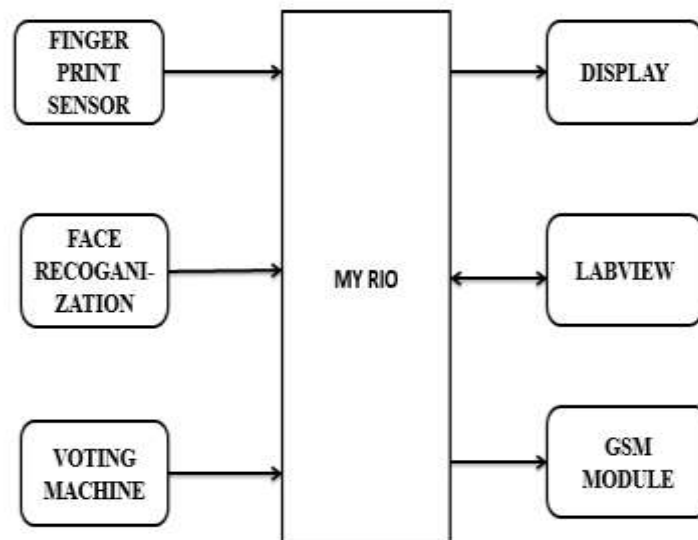 FINGER
PRINT
SENSOR
FACE
RECOGANI-
ZATION
VOTING
MACHINE
MY RIO
DISPLAY
LABVIEW
GSM
MODULE